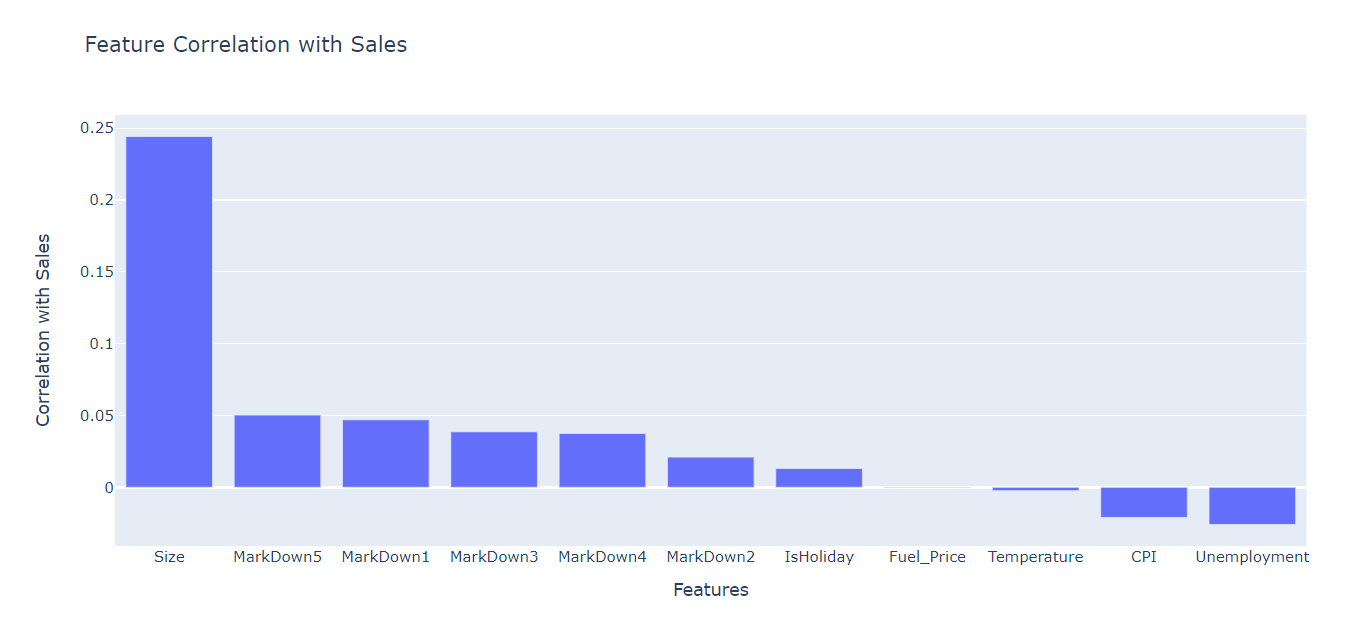 Feature Correlation with Sales
Correlation with Sales
0.25
0.2
0.15
0.1
0.05
0
Size MarkDown5 MarkDown1 MarkDown3 MarkDown4 MarkDown2 IsHoliday Fuel_Price Temperature CPI Unemployment
Features